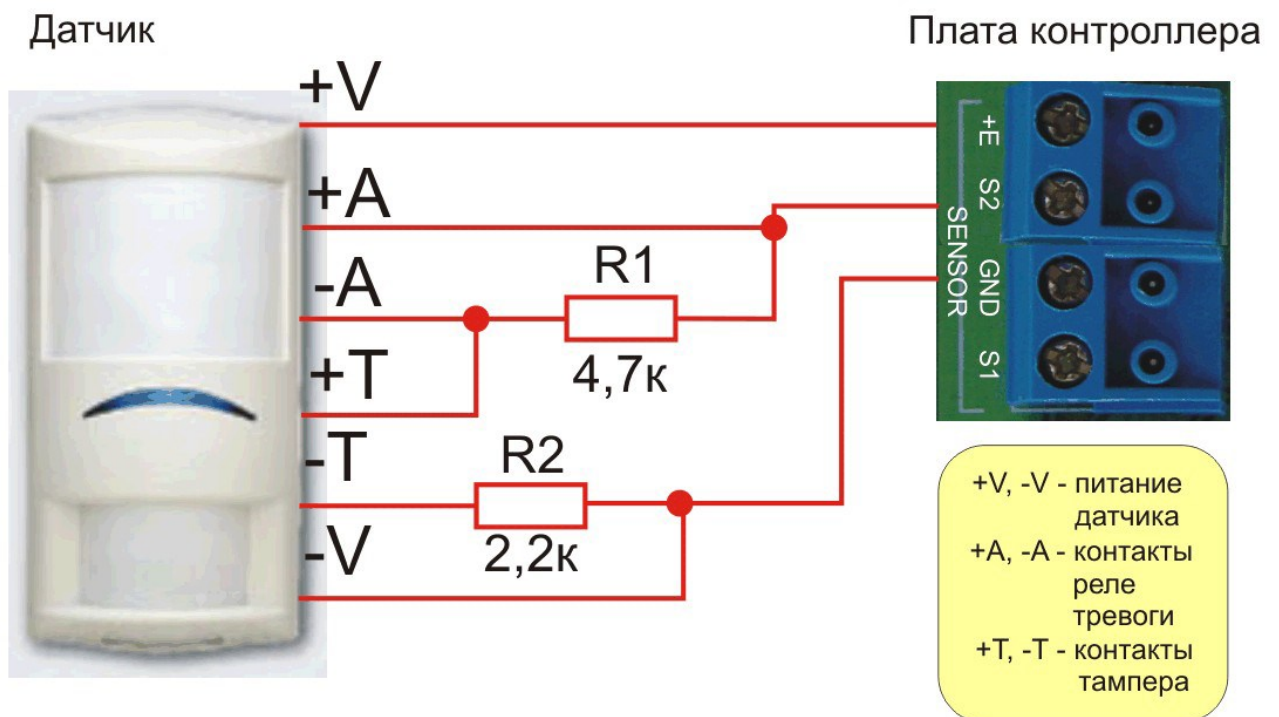 Датчик
Плата контроллера
+V
+A
-A
+T
-T
-V
R1
4,7к
R2
2,2к
+E
S2
GND
S1
SENSOR
+V, -V - питание
датчика
+A, -A - контакты
реле
тревоги
+T, -T - контакты
тампера